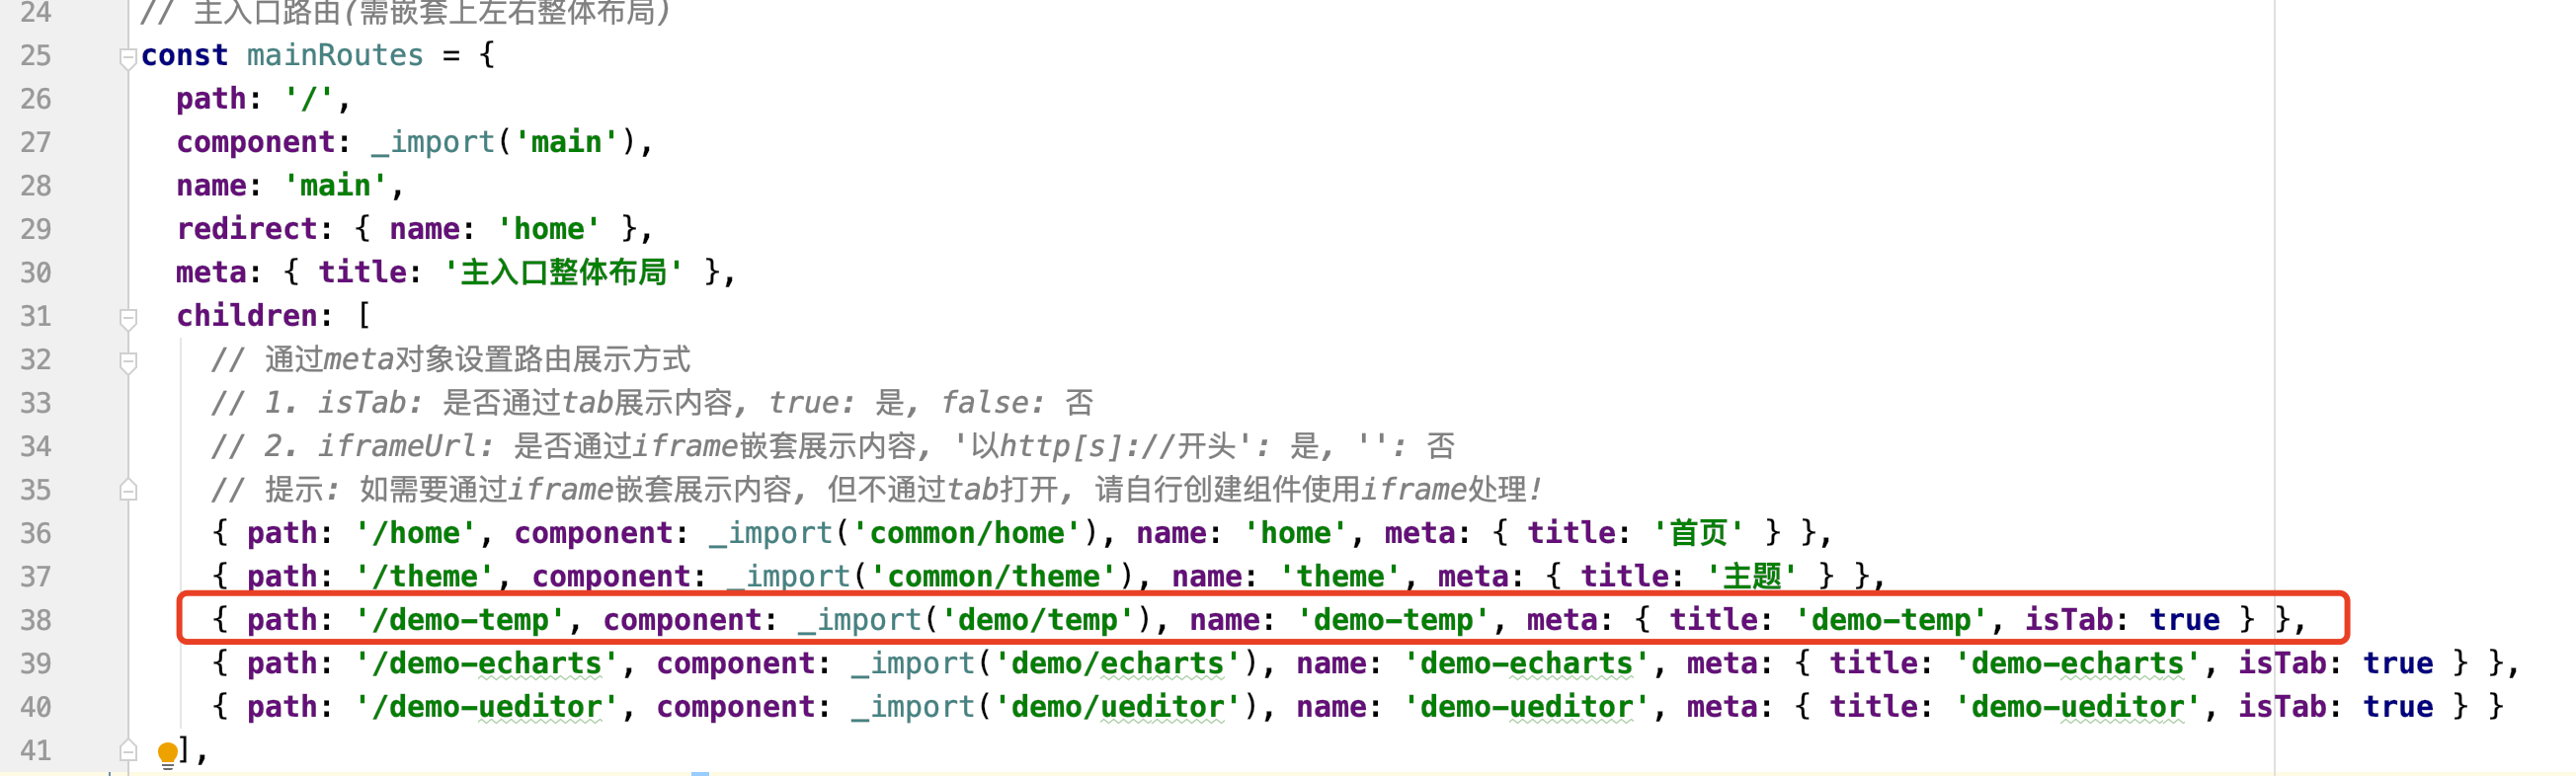 24 // 主入口路由(需嵌套上左右整体布局)
25 const mainRoutes = {
26 path: '/',
27 component: _import('main'),
28 name: 'main',
29 redirect: { name: 'home' },
30 meta: { title: '主入口整体布局' },
31 children: [
32 // 通过meta对象设置路由展示方式
33 // 1. isTab: 是否通过tab展示内容, true: 是, false: 否
34 // 2. iframeUrl: 是否通过iframe嵌套展示内容, '以http[s]://开头': 是, '': 否
35 // 提示: 如需要通过iframe嵌套展示内容, 但不通过tab打开, 请自行创建组件使用iframe处理!
36 { path: '/home', component: _import('common/home'), name: 'home', meta: { title: '首页' } },
37 { path: '/theme', component: _import('common/theme'), name: 'theme', meta: { title: '主题' } },
38 { path: '/demo-temp', component: _import('demo/temp'), name: 'demo-temp', meta: { title: 'demo-temp', isTab: true } },
39 { path: '/demo-echarts', component: _import('demo/echarts'), name: 'demo-echarts', meta: { title: 'demo-echarts', isTab: true } },
40 { path: '/demo-ueditor', component: _import('demo/ueditor'), name: 'demo-ueditor', meta: { title: 'demo-ueditor', isTab: true } }
41 ],